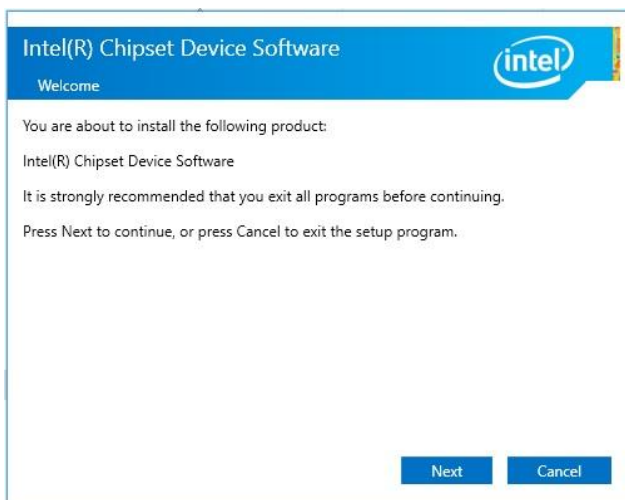 Intel(R) Chipset Device Software
intel
Welcome
You are about to install the following product:
Intel(R) Chipset Device Software
It is strongly recommended that you exit all programs before continuing.
Press Next to continue, or press Cancel to exit the setup program.
Next
Cancel